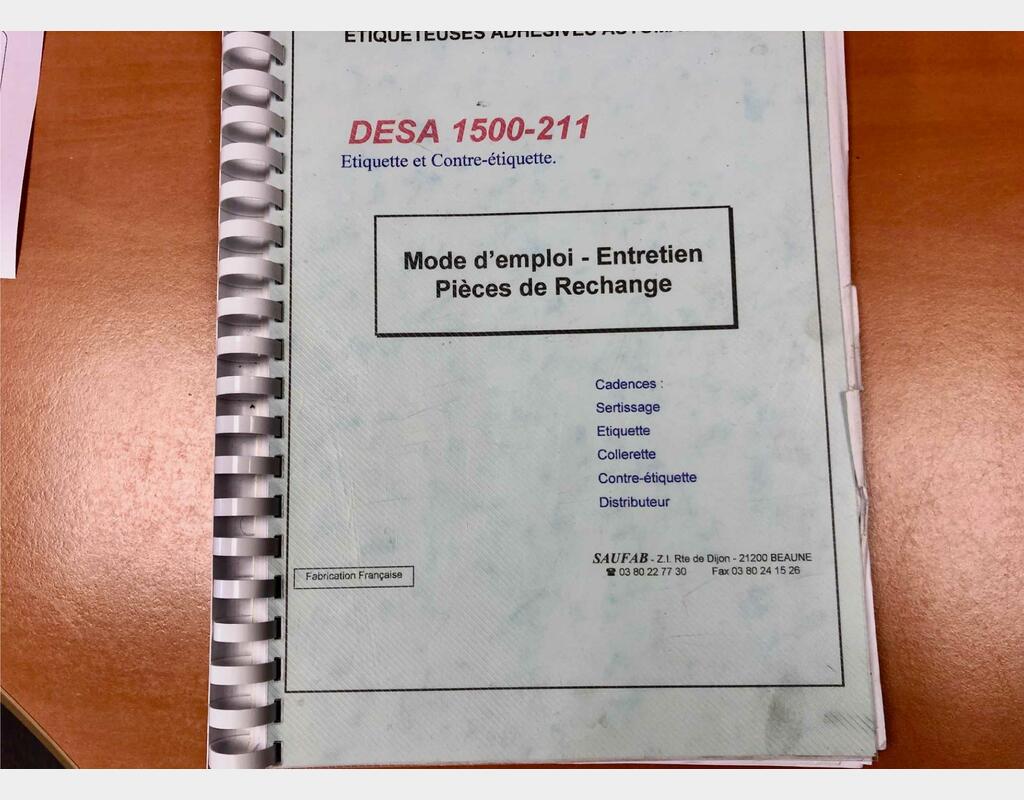 ETIQUETEUSES ADHESIVES
DESA 1500-211
Etiquette et Contre-étiquette.
Mode d'emploi - Entretien
Pièces de Rechange
Cadences :
Sertissage
Etiquette
Collerette
Contre-étiquette
Distributeur
SAUFAB - Z.I. Rte de Dijon - 21200 BEAUNE
☎ 03 80 22 77 30 Fax 03 80 24 15 26
Fabrication Française